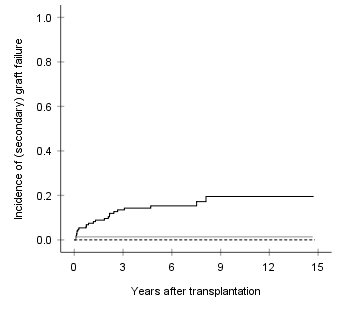 1.0
0.8
0.6
0.4
0.2
0.0
Incidence of (secondary) graft failure
0 3 6 9 12 15
Years after transplantation